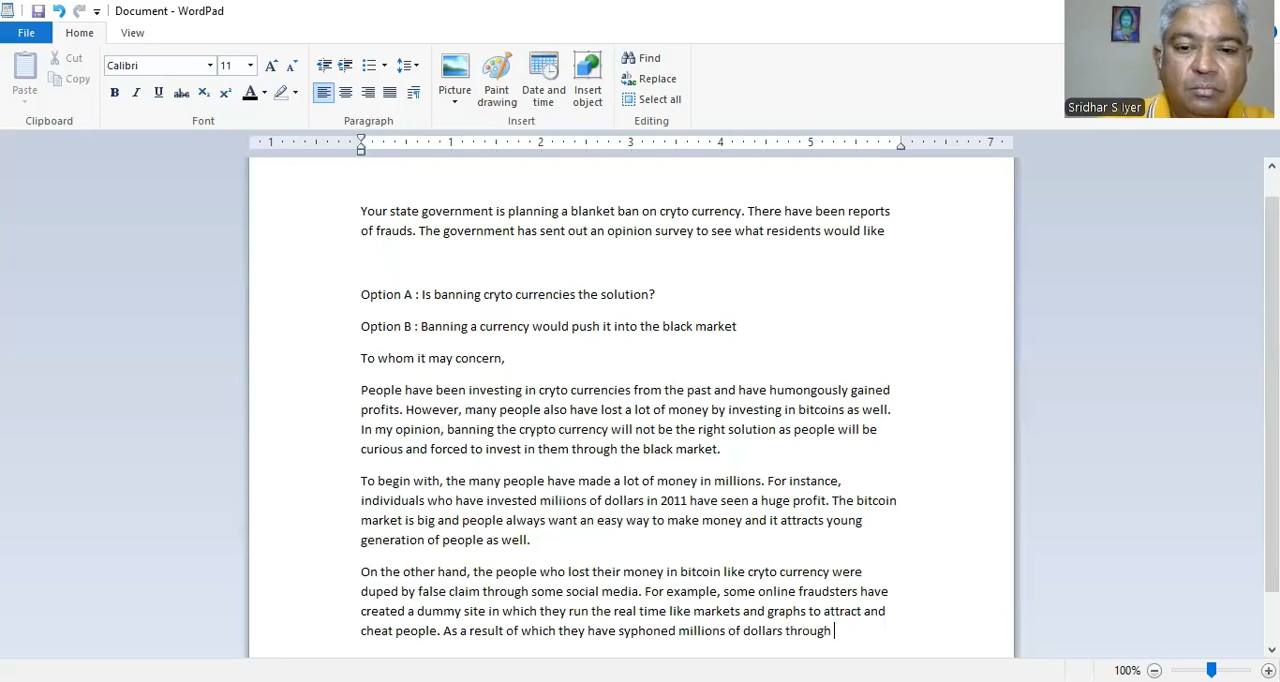 Document - WordPad
File Home View
Paste Cut Copy Clipboard
Calibri 11 Font
Paragraph
Picture Paint drawing Date and time Insert object Insert
Find Replace Select all Editing
Sridhar S Iyer
1 1 2 3 4 5 7
Your state government is planning a blanket ban on cryto currency. There have been reports
of frauds. The government has sent out an opinion survey to see what residents would like
Option A : Is banning cryto currencies the solution?
Option B : Banning a currency would push it into the black market
To whom it may concern,
People have been investing in cryto currencies from the past and have humongously gained
profits. However, many people also have lost a lot of money by investing in bitcoins as well.
In my opinion, banning the crypto currency will not be the right solution as people will be
curious and forced to invest in them through the black market.
To begin with, the many people have made a lot of money in millions. For instance,
individuals who have invested miliions of dollars in 2011 have seen a huge profit. The bitcoin
market is big and people always want an easy way to make money and it attracts young
generation of people as well.
On the other hand, the people who lost their money in bitcoin like cryto currency were
duped by false claim through some social media. For example, some online fraudsters have
created a dummy site in which they run the real time like markets and graphs to attract and
cheat people. As a result of which they have syphoned millions of dollars through
100%